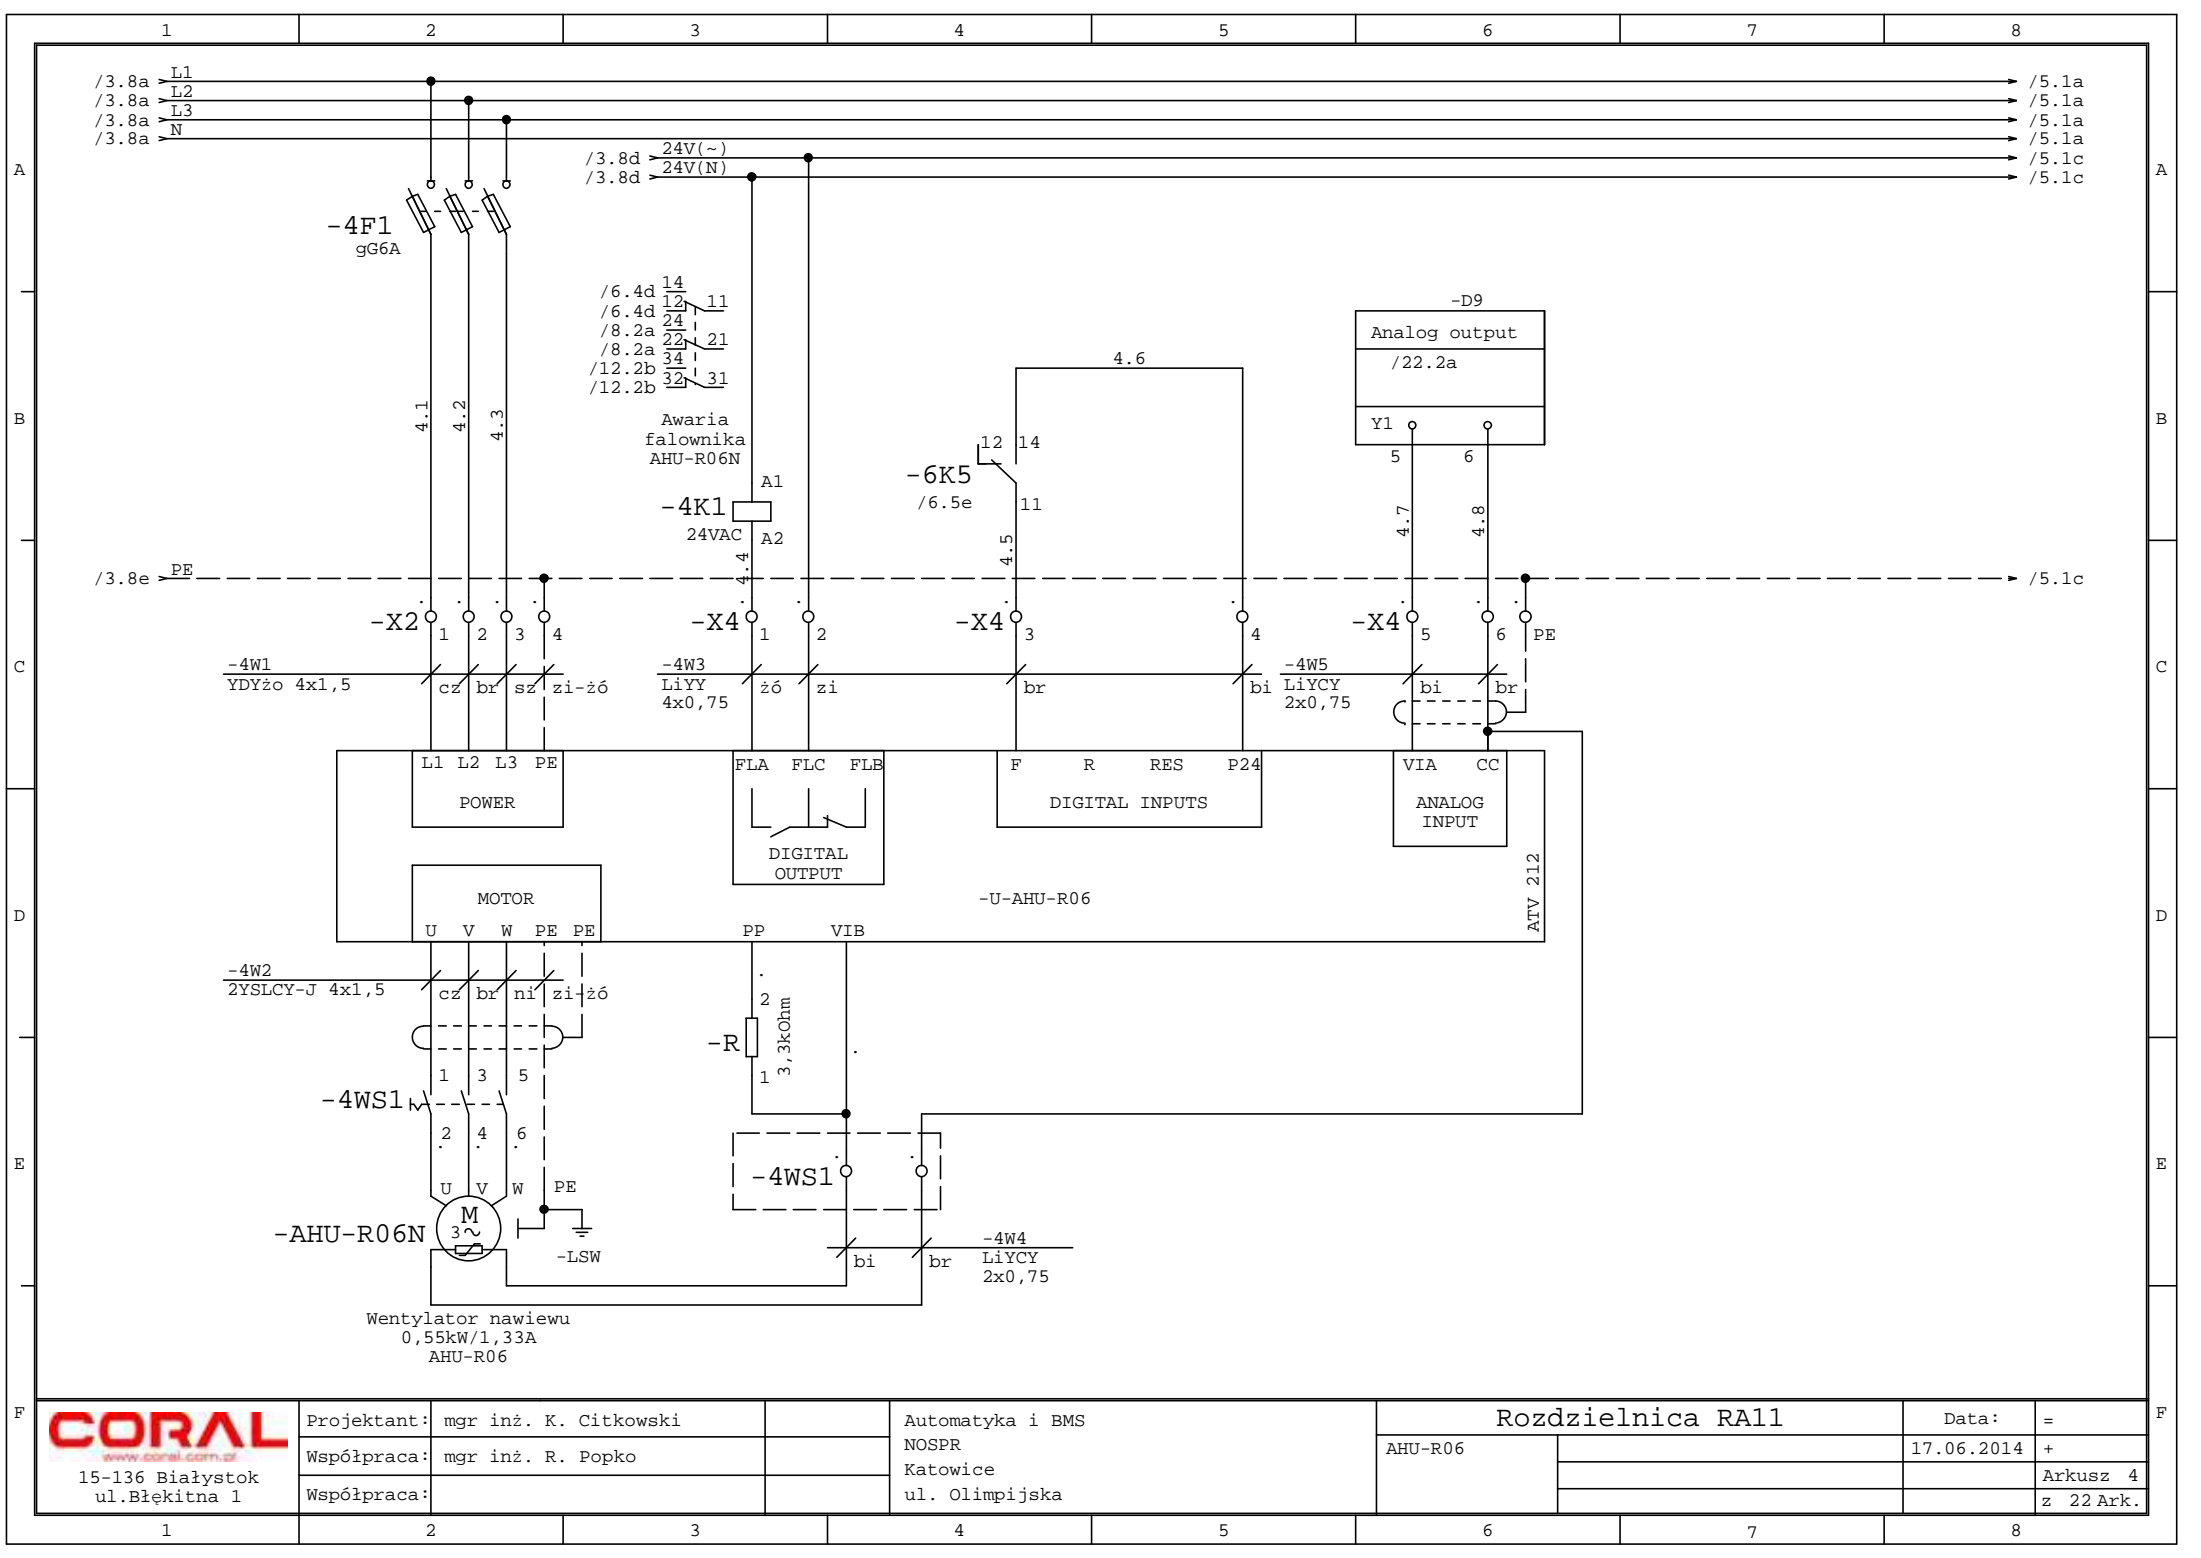 1 2 3 4 5 6 7 8
/3.8a L1 /5.1a
/3.8a L2 /5.1a
/3.8a L3 /5.1a
/3.8a N /5.1a
/3.8d 24V(~) /5.1c
/3.8d 24V(N) /5.1c
A A
-4F1
gG6A
/6.4d 14
/6.4d 12 11
/8.2a 24
/8.2a 22 21
/12.2b 34
/12.2b 32 31
-D9
Analog output
/22.2a
Y1
5 6
4.6
B B
4.1 4.2 4.3
Awaria
falownika
AHU-R06N
A1
-4K1
24VAC A2
4.4
12 14
-6K5
/6.5e 11
4.5
4.7 4.8
/3.8e PE /5.1c
-X2 1 2 3 4
-X4 1 2
-X4 3 4
-X4 5 6 PE
C C
-4W1
YDYżo 4x1,5 cz br sz zi-żó
-4W3
LiYY
4x0,75
żó zi br bi
-4W5
LiYCY
2x0,75
bi br
L1 L2 L3 PE
POWER
FLA FLC FLB
DIGITAL
OUTPUT
F R RES P24
DIGITAL INPUTS
VIA CC
ANALOG
INPUT
ATV 212
MOTOR
U V W PE PE
-U-AHU-R06
PP VIB
D D
-4W2
2YSLCY-J 4x1,5 cz br ni zi-żó
2
-R 3,3kOhm
1
1 3 5
-4WS1
2 4 6
E E
-4WS1
U V W PE
M
3~
-AHU-R06N
-LSW
-4W4
LiYCY
2x0,75
bi br
Wentylator nawiewu
0,55kW/1,33A
AHU-R06
F F
CORAL
www.coral.com.pl
15-136 Białystok
ul.Błękitna 1
Projektant: mgr inż. K. Citkowski
Współpraca: mgr inż. R. Popko
Współpraca:
Automatyka i BMS
NOSPR
Katowice
ul. Olimpijska
Rozdzielnica RA11
AHU-R06
Data: =
17.06.2014 +
Arkusz 4
z 22 Ark.
1 2 3 4 5 6 7 8